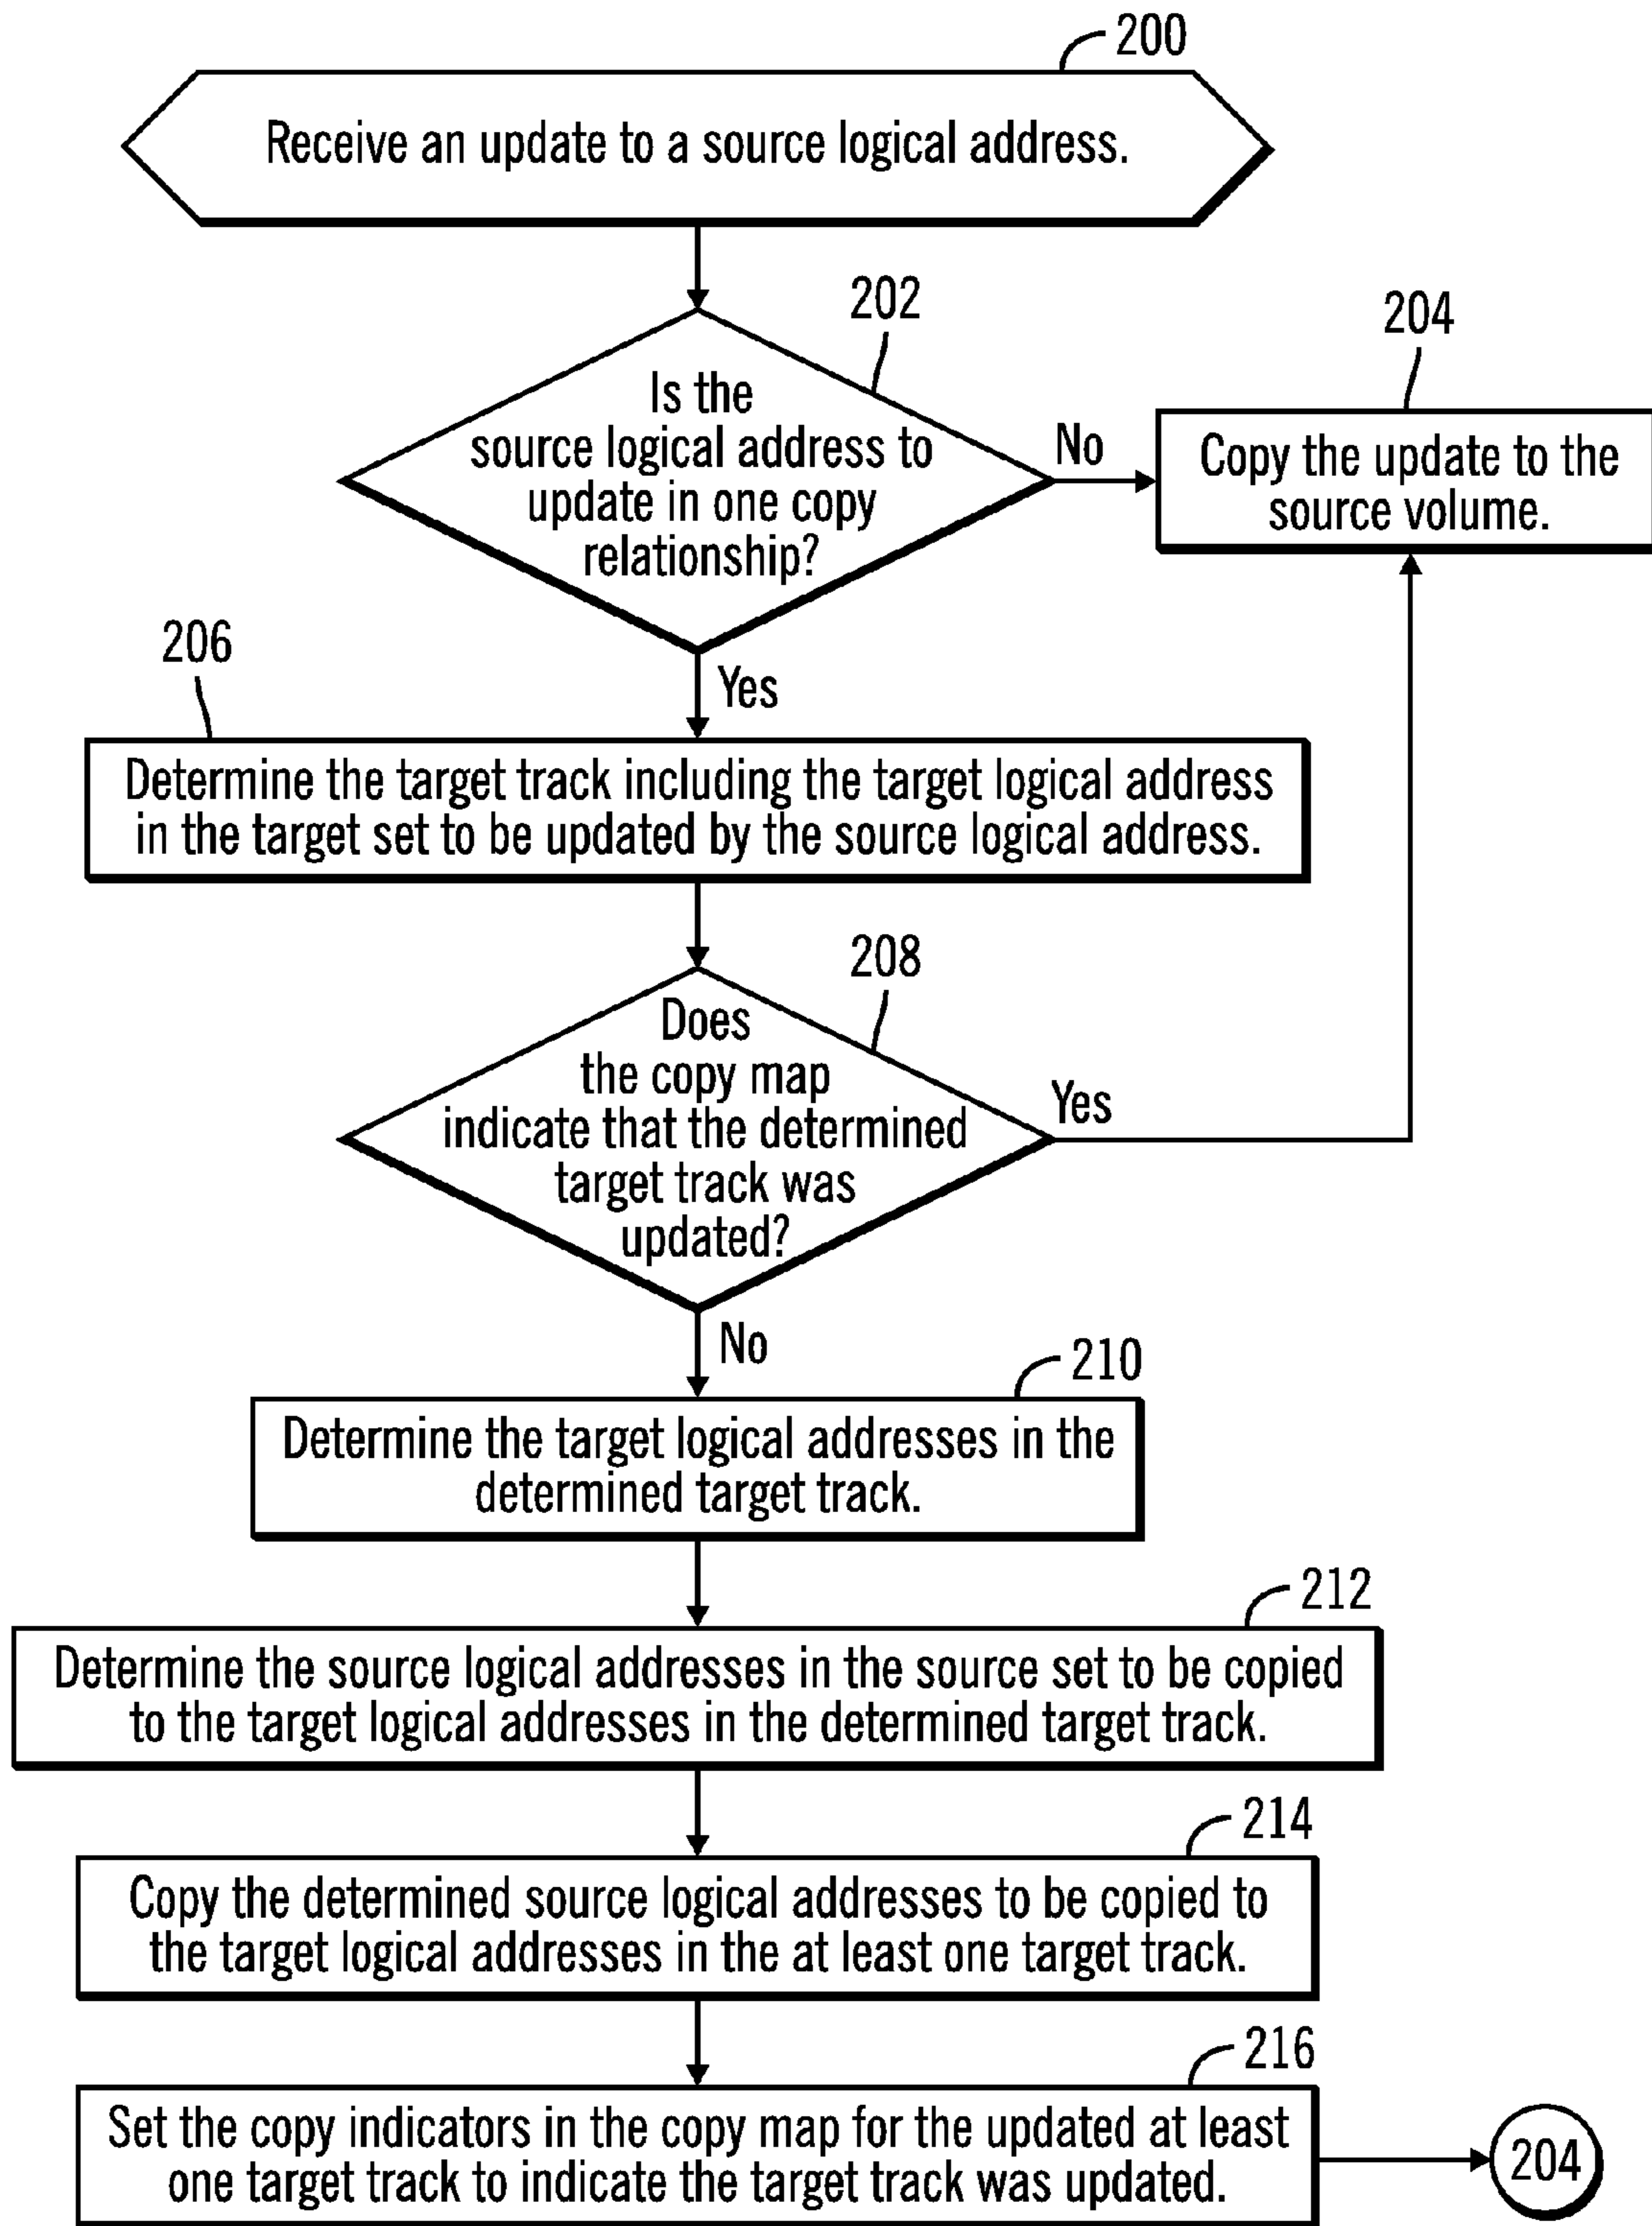 200
Receive an update to a source logical address.
202
Is the
source logical address to
update in one copy
relationship?
No
204
Copy the update to the
source volume.
Yes
206
Determine the target track including the target logical address
in the target set to be updated by the source logical address.
208
Does
the copy map
indicate that the determined
target track was
updated?
Yes
No
210
Determine the target logical addresses in the
determined target track.
212
Determine the source logical addresses in the source set to be copied
to the target logical addresses in the determined target track.
214
Copy the determined source logical addresses to be copied to
the target logical addresses in the at least one target track.
216
Set the copy indicators in the copy map for the updated at least
one target track to indicate the target track was updated.
204